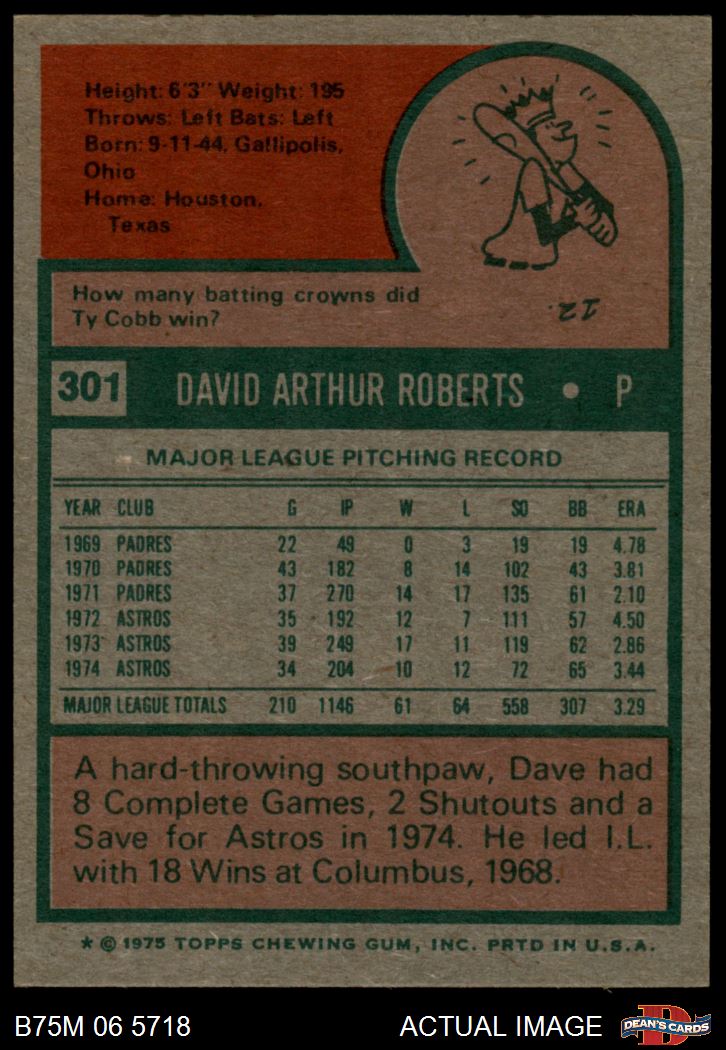 Height: 6'3" Weight: 195
Throws: Left Bats: Left
Born: 9-11-44, Gallipolis,
Ohio
Home: Houston,
Texas
How many batting crowns did
Ty Cobb win?
12.
301 DAVID ARTHUR ROBERTS • P
MAJOR LEAGUE PITCHING RECORD
YEAR CLUB G IP W L SO BB ERA
1969 PADRES 22 49 0 3 19 19 4.78
1970 PADRES 43 182 8 14 102 43 3.81
1971 PADRES 37 270 14 17 135 61 2.10
1972 ASTROS 35 192 12 7 111 57 4.50
1973 ASTROS 39 249 17 11 119 62 2.86
1974 ASTROS 34 204 10 12 72 65 3.44
MAJOR LEAGUE TOTALS 210 1146 61 64 558 307 3.29
A hard-throwing southpaw, Dave had
8 Complete Games, 2 Shutouts and a
Save for Astros in 1974. He led I.L.
with 18 Wins at Columbus, 1968.
* © 1975 TOPPS CHEWING GUM, INC. PRTD IN U.S.A.
B75M 06 5718 ACTUAL IMAGE
D
DEAN'S CARDS